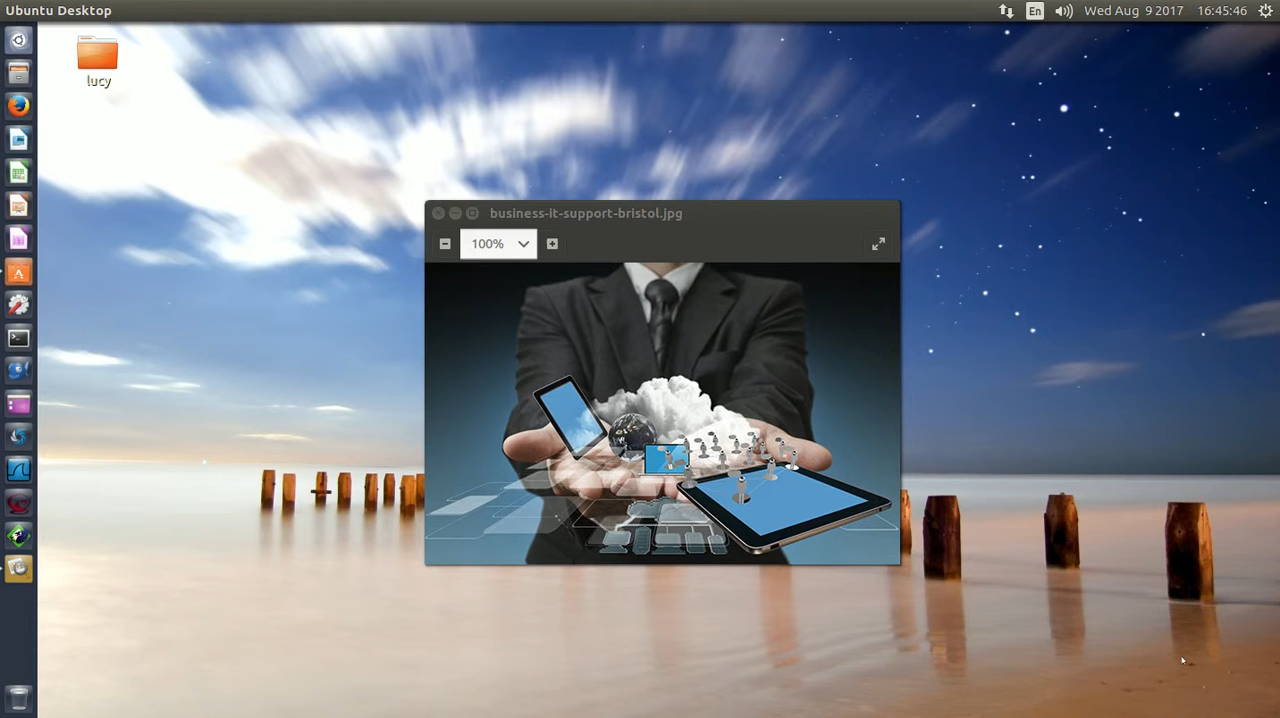 Ubuntu Desktop
En
Wed Aug 9 2017 16:45:46
lucy
business-it-support-bristol.jpg
100%